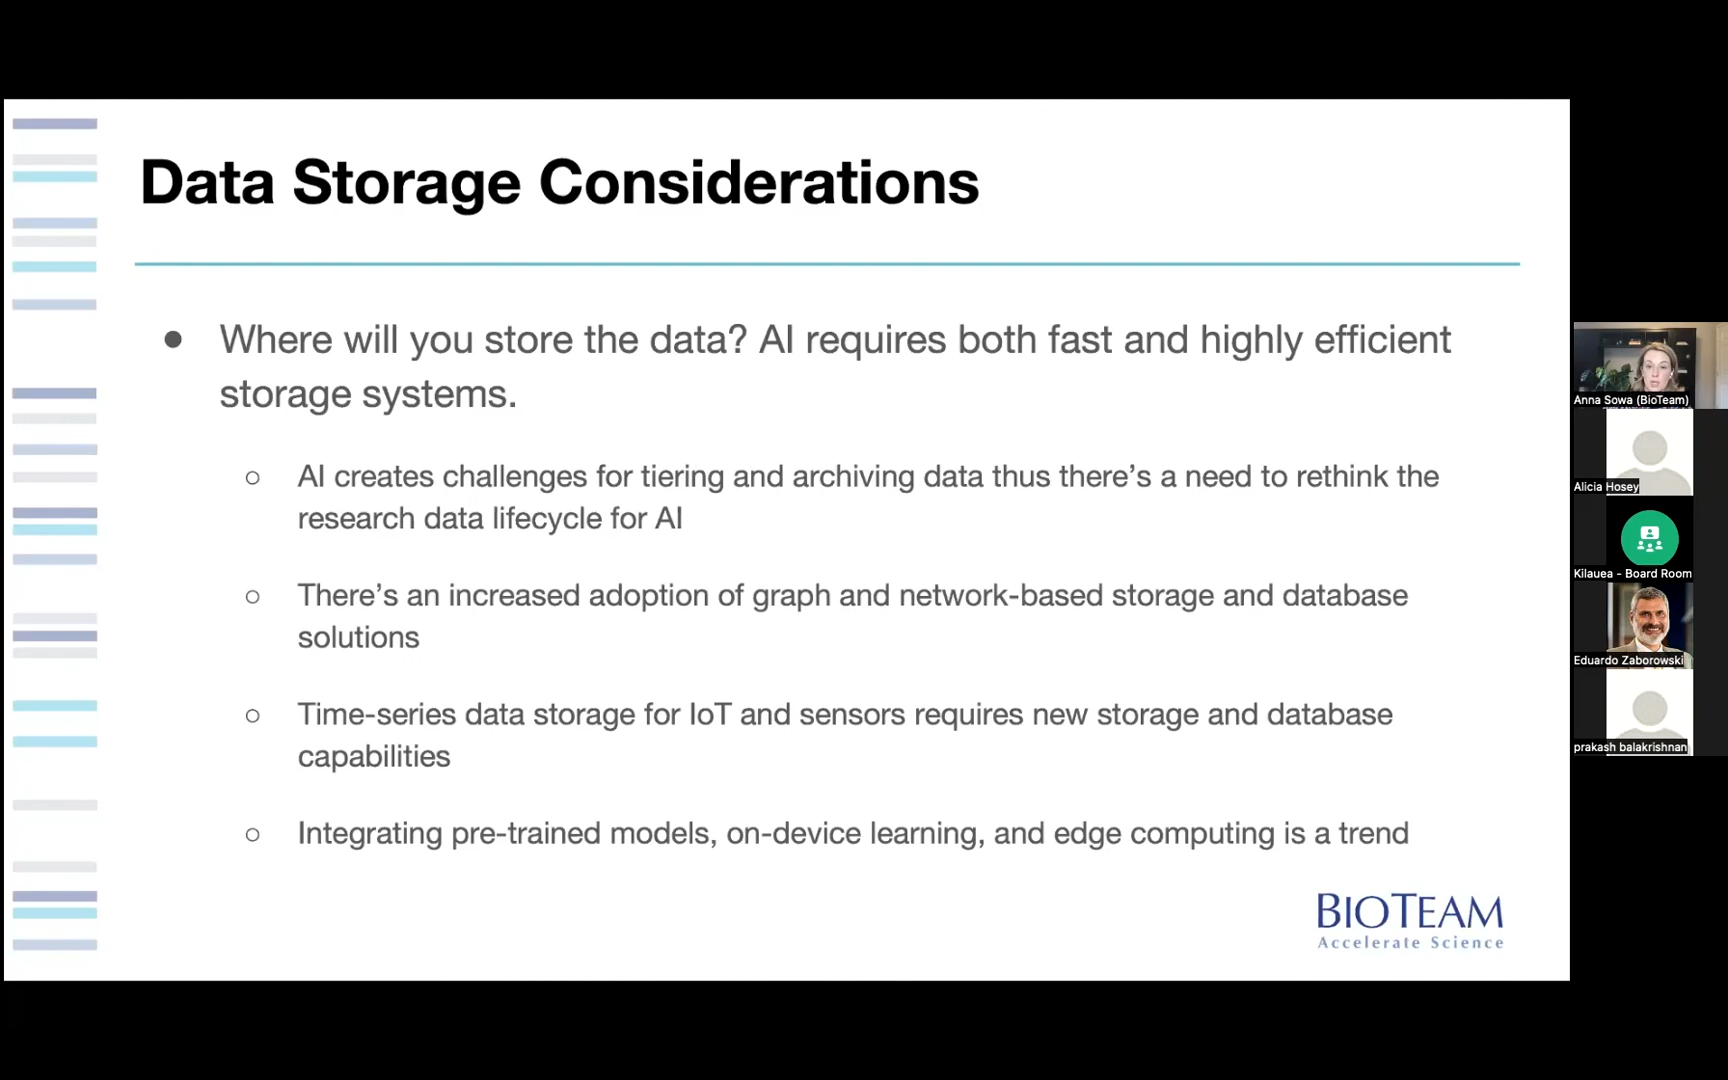 Data Storage Considerations
● Where will you store the data? AI requires both fast and highly efficient
storage systems.
○ AI creates challenges for tiering and archiving data thus there’s a need to rethink the
research data lifecycle for AI
○ There’s an increased adoption of graph and network-based storage and database
solutions
○ Time-series data storage for IoT and sensors requires new storage and database
capabilities
○ Integrating pre-trained models, on-device learning, and edge computing is a trend
BIOTEAM
Accelerate Science
Anna Sowa (BioTeam)
Alicia Hosey
Kilauea - Board Room
Eduardo Zaborowski
prakash balakrishnan